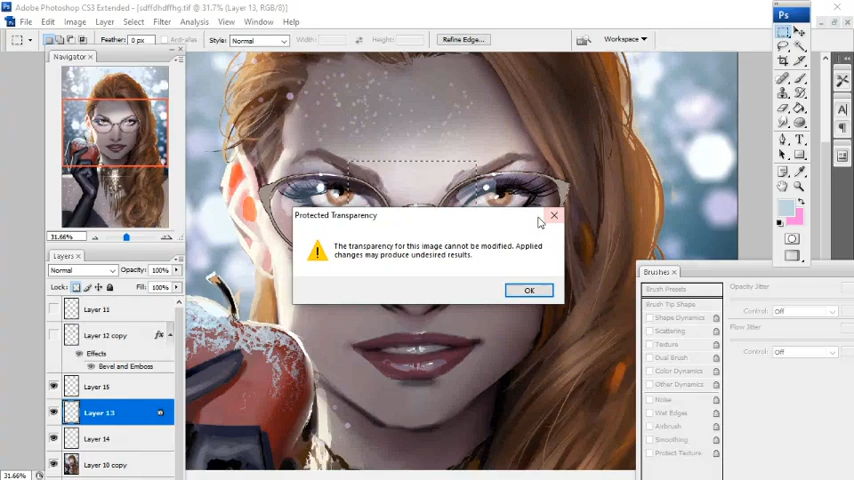 Adobe Photoshop CS3 Extended - [sdffdhdffhg.tif @ 31.7% (Layer 13, RGB/8)]
File Edit Image Layer Select Filter Analysis View Window Help
Feather: 0 px Anti-alias Style: Normal Width: Height: Refine Edge... Workspace
Ps
Navigator
31.66%
Layers
Normal Opacity: 100%
Lock: Fill: 100%
Layer 11
Layer 12 copy fx
Effects
Bevel and Emboss
Layer 15
Layer 13
Layer 14
Layer 10 copy
31.66%
Protected Transparency
The transparency for this image cannot be modified. Applied
changes may produce undesired results.
OK
Brushes
Brush Presets
Brush Tip Shape
Shape Dynamics
Scattering
Texture
Dual Brush
Color Dynamics
Other Dynamics
Noise
Wet Edges
Airbrush
Smoothing
Protect Texture
Opacity Jitter
Control: Off
Flow Jitter
Control: Off